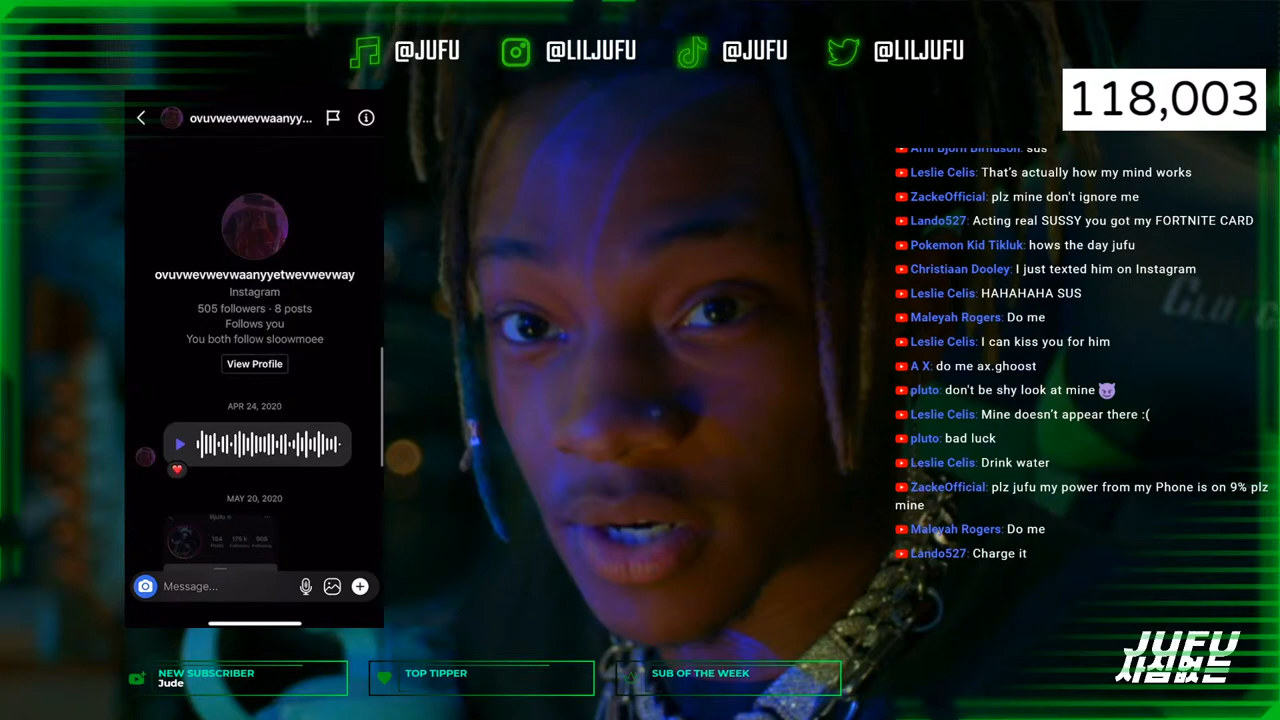 @JUFU
@LILJUFU
@JUFU
@LILJUFU
118,003
ovuvwevwevwaanyy...
ovuvwevwevwaanyyetwevwevway
Instagram
505 followers · 8 posts
Follows you
You both follow sloowmoee
View Profile
APR 24, 2020
MAY 20, 2020
Message...
sus
Leslie Celis: That's actually how my mind works
ZackeOfficial: plz mine don't ignore me
Lando527: Acting real SUSSY you got my FORTNITE CARD
Pokemon Kid Tikluk: hows the day jufu
Christiaan Dooley: I just texted him on Instagram
Leslie Celis: HAHAHAHA SUS
Maleyah Rogers: Do me
Leslie Celis: I can kiss you for him
A X: do me ax.ghoost
pluto: don't be shy look at mine 😈
Leslie Celis: Mine doesn't appear there :(
pluto: bad luck
Leslie Celis: Drink water
ZackeOfficial: plz jufu my power from my Phone is on 9% plz
mine
Maleyah Rogers: Do me
Lando527: Charge it
NEW SUBSCRIBER
Jude
TOP TIPPER
SUB OF THE WEEK
JUFU
사심없는